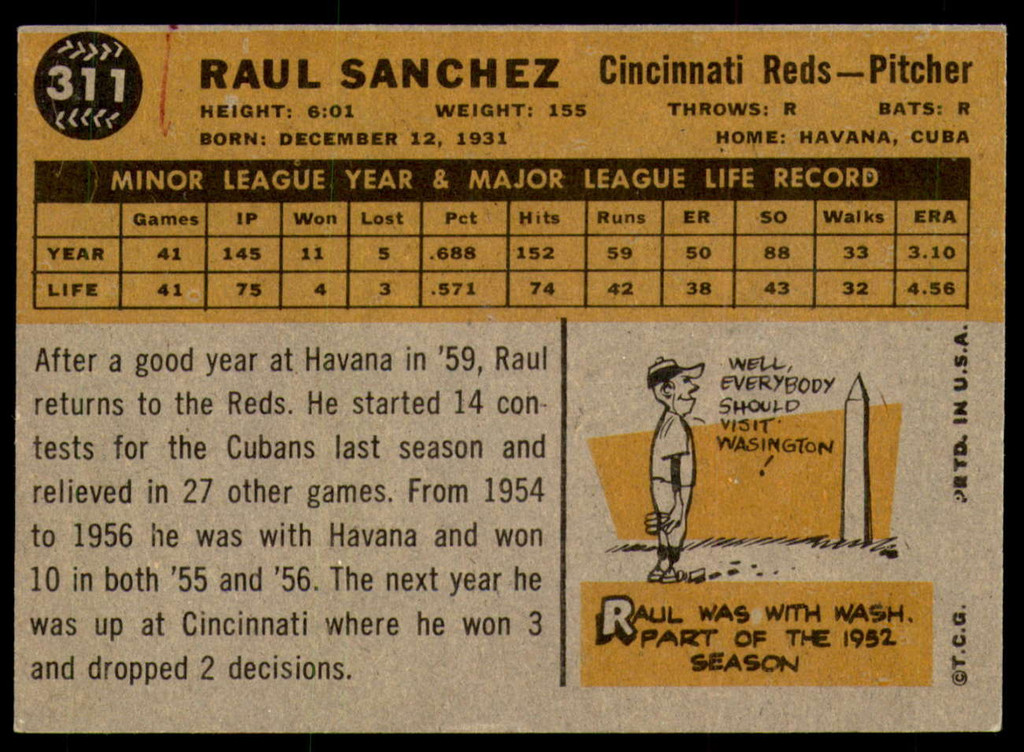 311
RAUL SANCHEZ Cincinnati Reds—Pitcher
HEIGHT: 6:01 WEIGHT: 155 THROWS: R BATS: R
BORN: DECEMBER 12, 1931 HOME: HAVANA, CUBA
MINOR LEAGUE YEAR & MAJOR LEAGUE LIFE RECORD
Games IP Won Lost Pct Hits Runs ER SO Walks ERA
YEAR 41 145 11 5 .688 152 59 50 88 33 3.10
LIFE 41 75 4 3 .571 74 42 38 43 32 4.56
After a good year at Havana in '59, Raul
returns to the Reds. He started 14 con-
tests for the Cubans last season and
relieved in 27 other games. From 1954
to 1956 he was with Havana and won
10 in both '55 and '56. The next year he
was up at Cincinnati where he won 3
and dropped 2 decisions.
WELL,
EVERYBODY
SHOULD
VISIT
WASINGTON
!
RAUL WAS WITH WASH.
PART OF THE 1952
SEASON
©T.C.G. PRTD. IN U.S.A.